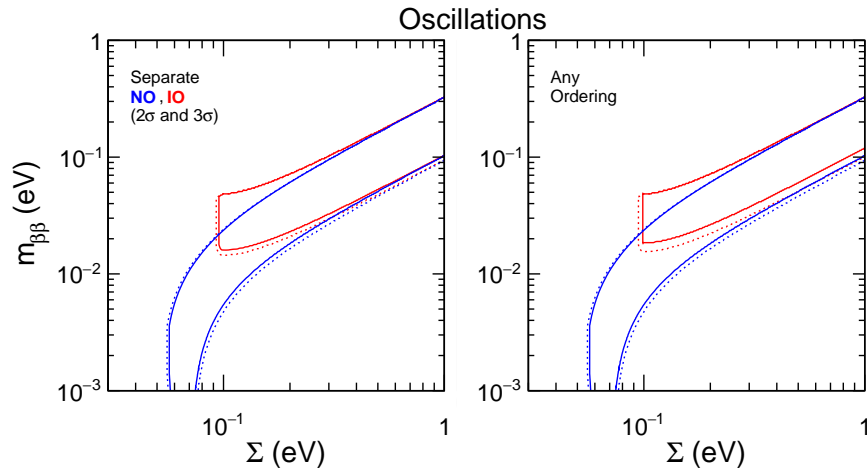 Oscillations
1
10⁻¹
10⁻²
10⁻³
m_ββ (eV)
Separate
NO , IO
(2σ and 3σ)
10⁻¹
1
Σ (eV)
1
10⁻¹
10⁻²
10⁻³
Any
Ordering
10⁻¹
1
Σ (eV)